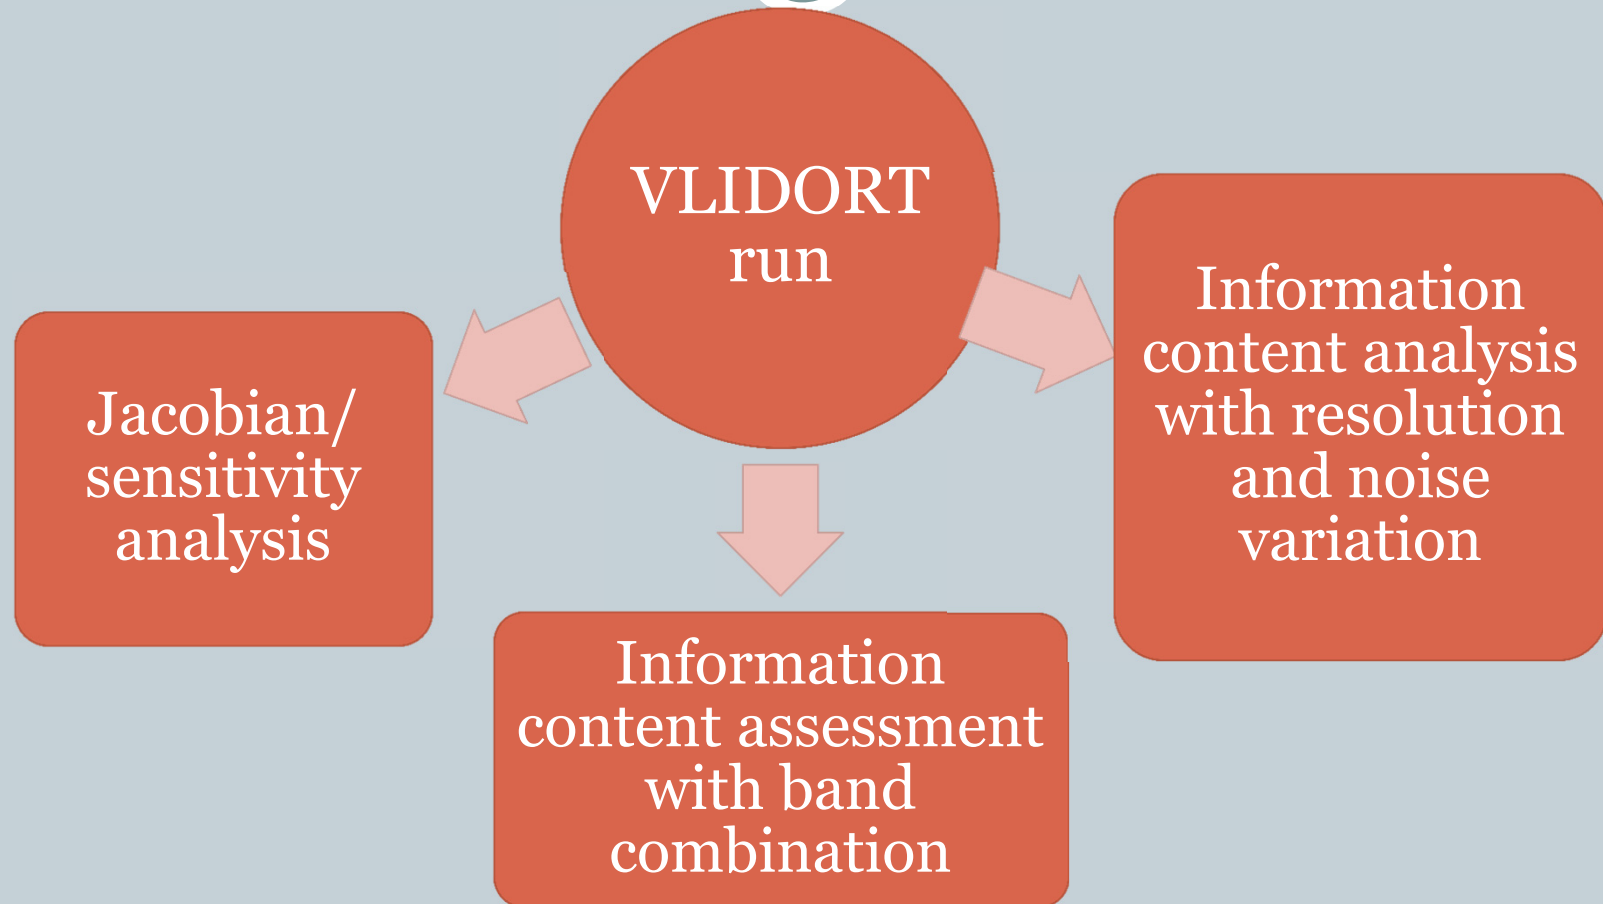 VLIDORT
run
Jacobian/
sensitivity
analysis
Information
content assessment
with band
combination
Information
content analysis
with resolution
and noise
variation